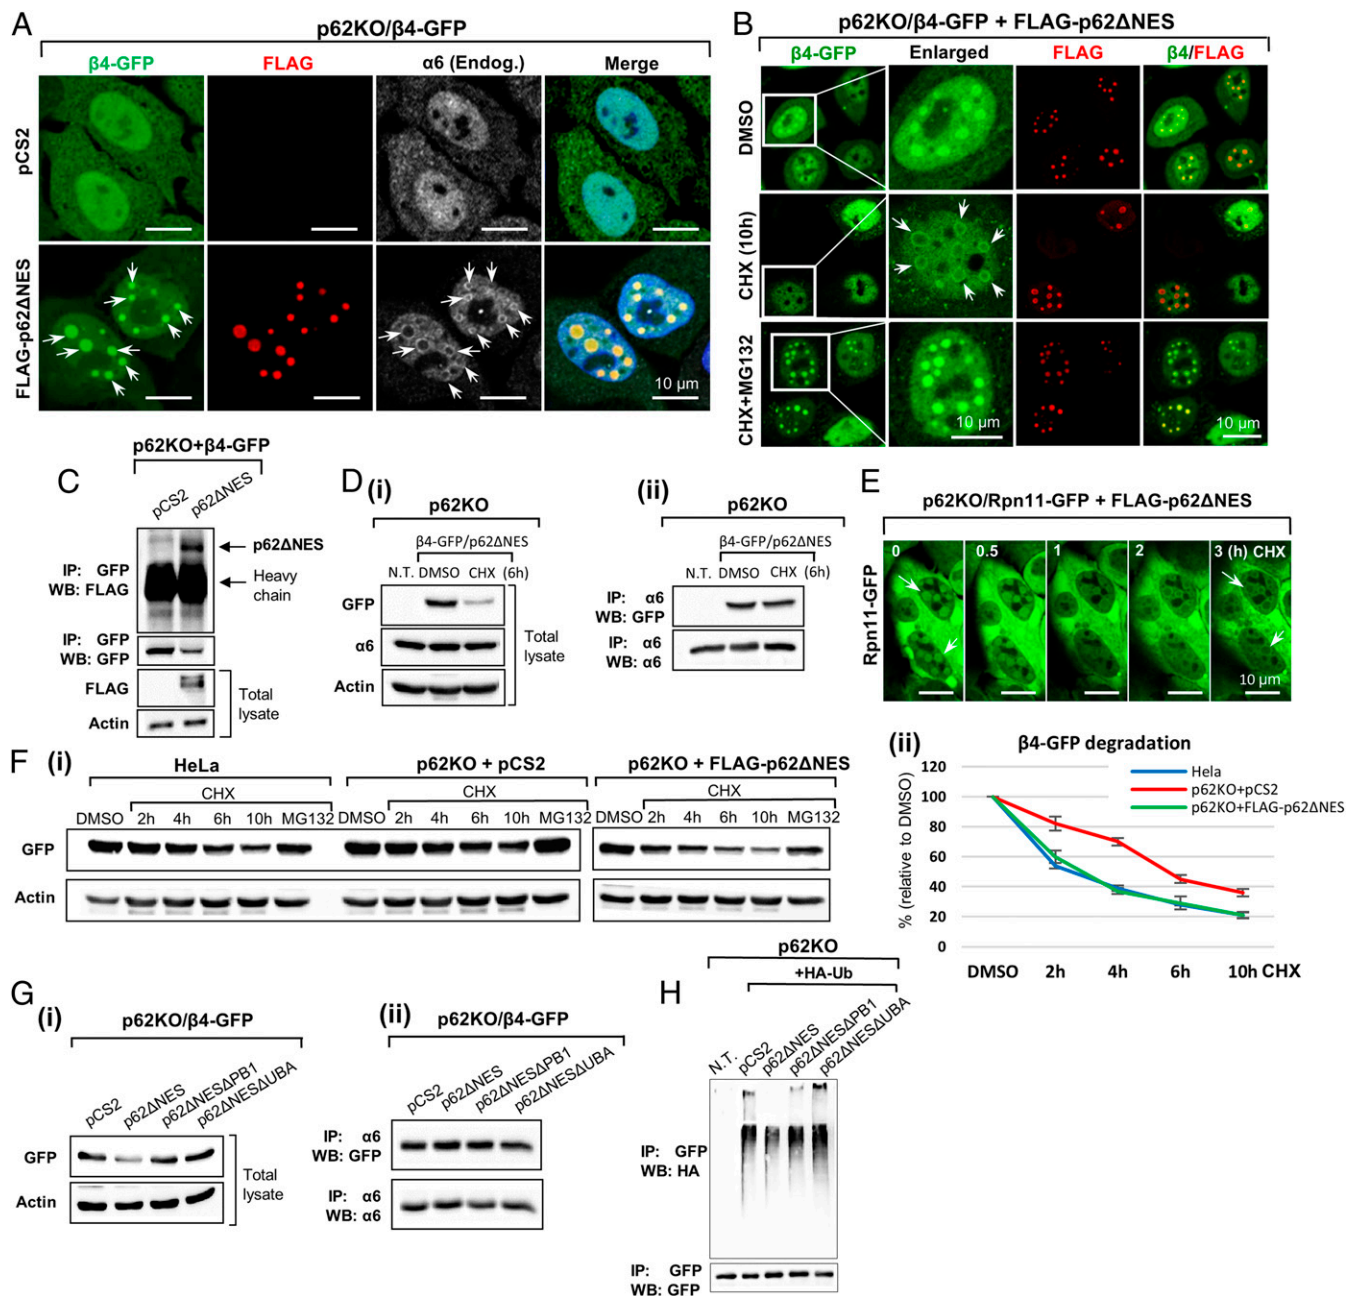 A
p62KO/β4-GFP
β4-GFP
FLAG
α6 (Endog.)
Merge
pCS2
FLAG-p62ΔNES
10 µm
B
p62KO/β4-GFP + FLAG-p62ΔNES
β4-GFP
Enlarged
FLAG
β4/FLAG
DMSO
CHX (10h)
CHX+MG132
10 µm
10 µm
C
p62KO+β4-GFP
pCS2
p62ΔNES
IP: GFP
WB: FLAG
p62ΔNES
Heavy
chain
IP: GFP
WB: GFP
FLAG
Actin
Total
lysate
D
(i)
p62KO
β4-GFP/p62ΔNES
N.T. DMSO CHX (6h)
GFP
α6
Actin
Total
lysate
(ii)
p62KO
β4-GFP/p62ΔNES
N.T. DMSO CHX (6h)
IP: α6
WB: GFP
IP: α6
WB: α6
E
p62KO/Rpn11-GFP + FLAG-p62ΔNES
Rpn11-GFP
0 0.5 1 2 3 (h) CHX
10 µm
F
(i)
HeLa
CHX
DMSO 2h 4h 6h 10h MG132
p62KO + pCS2
CHX
DMSO 2h 4h 6h 10h MG132
p62KO + FLAG-p62ΔNES
CHX
DMSO 2h 4h 6h 10h MG132
GFP
Actin
(ii)
β4-GFP degradation
% (relative to DMSO)
120
100
80
60
40
20
0
Hela
p62KO+pCS2
p62KO+FLAG-p62ΔNES
DMSO 2h 4h 6h 10h CHX
G
(i)
p62KO/β4-GFP
pCS2
p62ΔNES
p62ΔNESΔPB1
p62ΔNESΔUBA
GFP
Actin
Total
lysate
(ii)
p62KO/β4-GFP
pCS2
p62ΔNES
p62ΔNESΔPB1
p62ΔNESΔUBA
IP: α6
WB: GFP
IP: α6
WB: α6
H
p62KO
+HA-Ub
N.T.
pCS2
p62ΔNES
p62ΔNESΔPB1
p62ΔNESΔUBA
IP: GFP
WB: HA
IP: GFP
WB: GFP